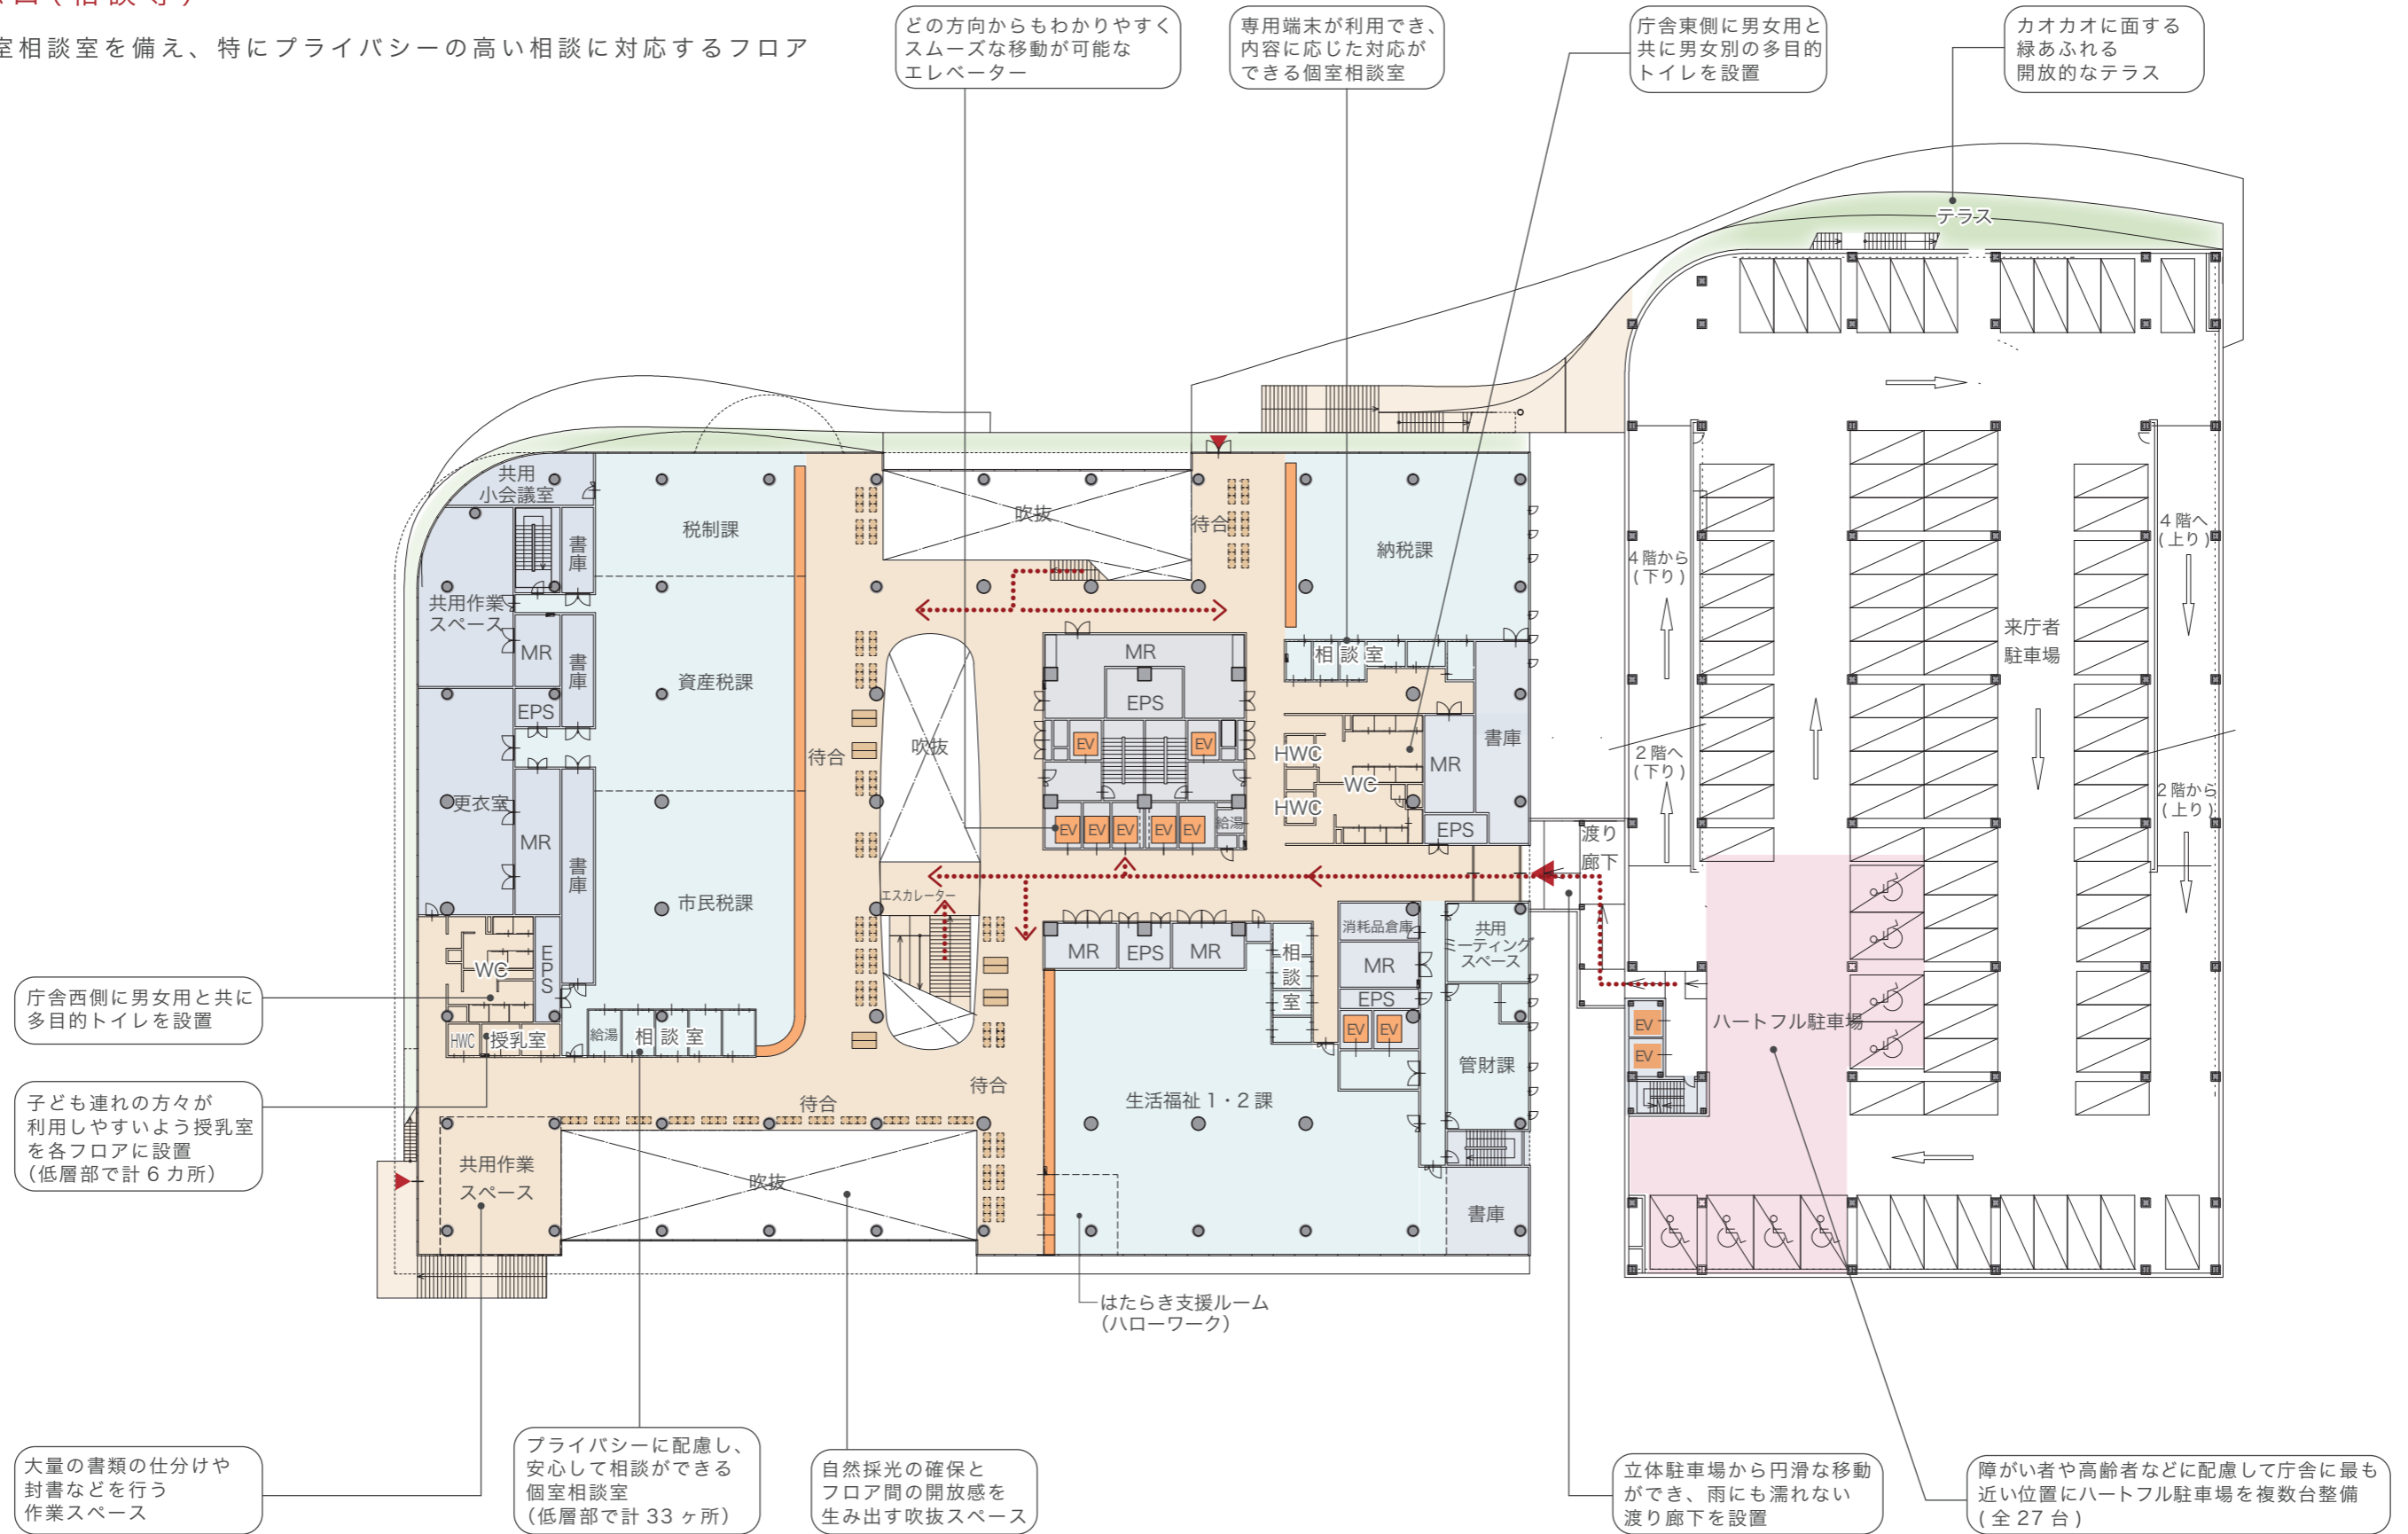 (相談等)
室相談室を備え、特にプライバシーの高い相談に対応するフロア
どの方向からもわかりやすく
スムーズな移動が可能な
エレベーター
専用端末が利用でき、
内容に応じた対応が
できる個室相談室
庁舎東側に男女用と
共に男女別の多目的
トイレを設置
カオカオに面する
緑あふれる
開放的なテラス
テラス
共用
小会議室
税制課
書庫
共用作業
スペース
MR
書庫
EPS
資産税課
更衣室
MR
書庫
市民税課
WC
EPS
HWC
授乳室
給湯
相談室
待合
吹抜
待合
納税課
吹抜
MR
EPS
EV
EV
EV
EV
EV
EV
EV
給湯
相談室
HWC
HWC
WC
MR
書庫
EPS
エスカレーター
渡り
廊下
MR
EPS
MR
相談室
消耗品倉庫
MR
EPS
EV
EV
共用
ミーティング
スペース
管財課
生活福祉1・2課
書庫
待合
待合
共用作業
スペース
吹抜
はたらき支援ルーム
(ハローワーク)
4階から
(下り)
2階へ
(下り)
4階へ
(上り)
2階から
(上り)
来庁者
駐車場
ハートフル駐車場
EV
EV
庁舎西側に男女用と共に
多目的トイレを設置
子ども連れの方々が
利用しやすいよう授乳室
を各フロアに設置
(低層部で計6カ所)
大量の書類の仕分けや
封書などを行う
作業スペース
プライバシーに配慮し、
安心して相談ができる
個室相談室
(低層部で計33ヶ所)
自然採光の確保と
フロア間の開放感を
生み出す吹抜スペース
立体駐車場から円滑な移動
ができ、雨にも濡れない
渡り廊下を設置
障がい者や高齢者などに配慮して庁舎に最も
近い位置にハートフル駐車場を複数台整備
(全27台)